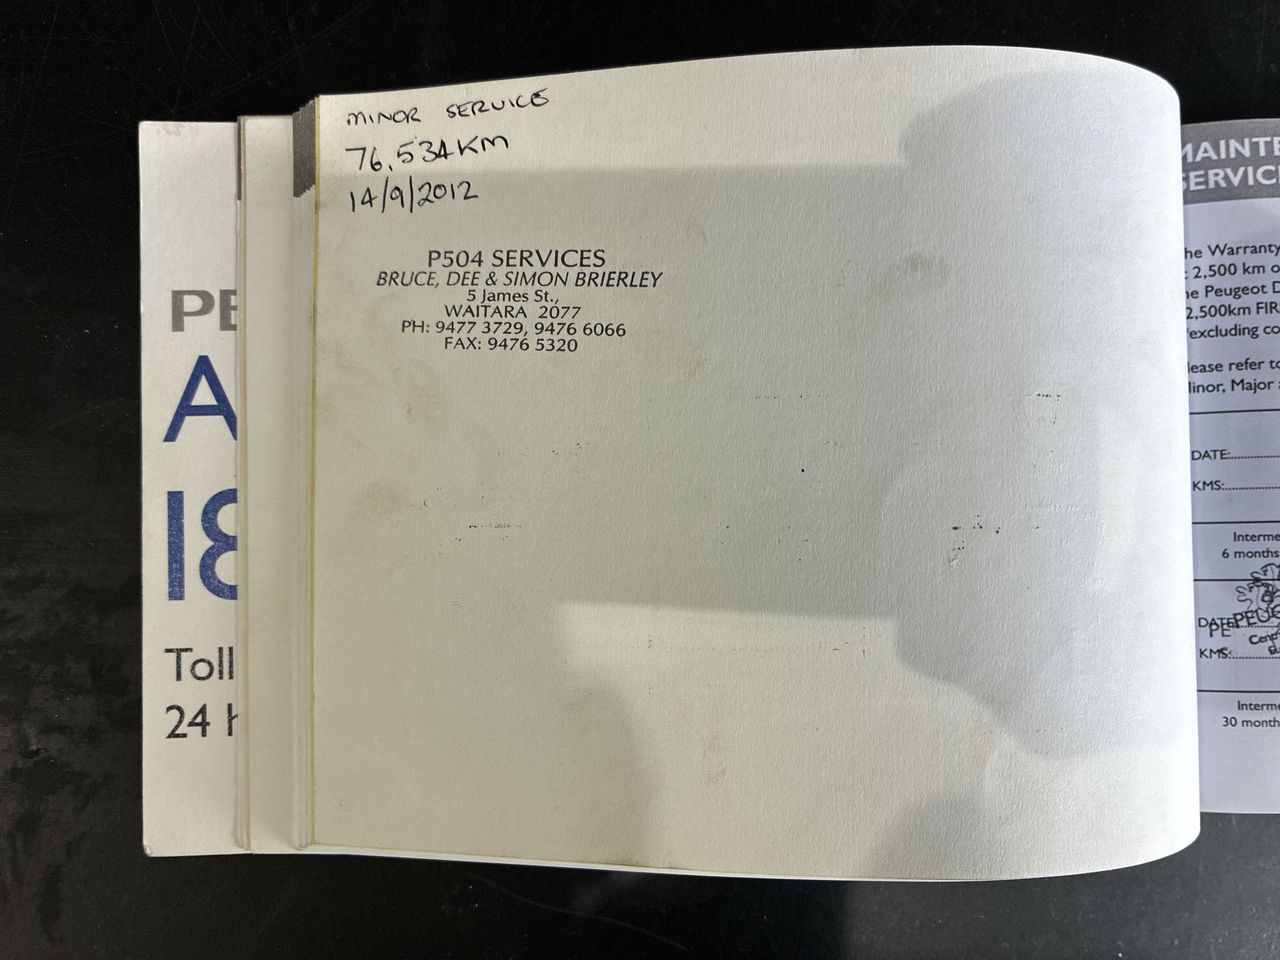 MINOR SERVICE
76,534KM
14/9/2012
P504 SERVICES
BRUCE, DEE & SIMON BRIERLEY
5 James St.,
WAITARA 2077
PH: 9477 3729, 9476 6066
FAX: 9476 5320
PE
A
18
Toll
24 h
MAINTE
SERVIC
he Warranty
2,500 km o
he Peugeot D
2,500km FIR
excluding co
lease refer to
Minor, Major
DATE:
KMS:
Interme
6 months
DATE
KMS:
Interme
30 month